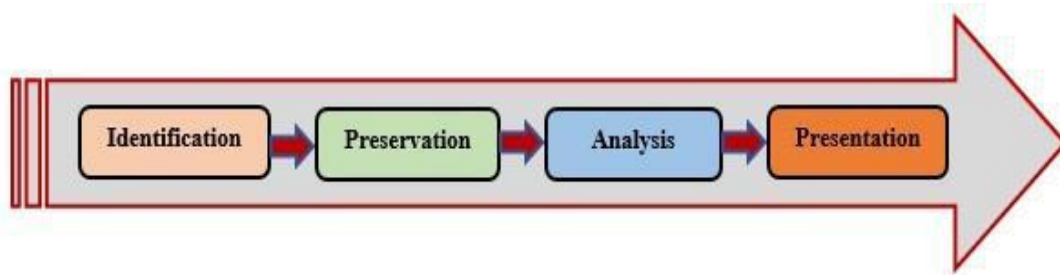 Identification
Preservation
Analysis
Presentation